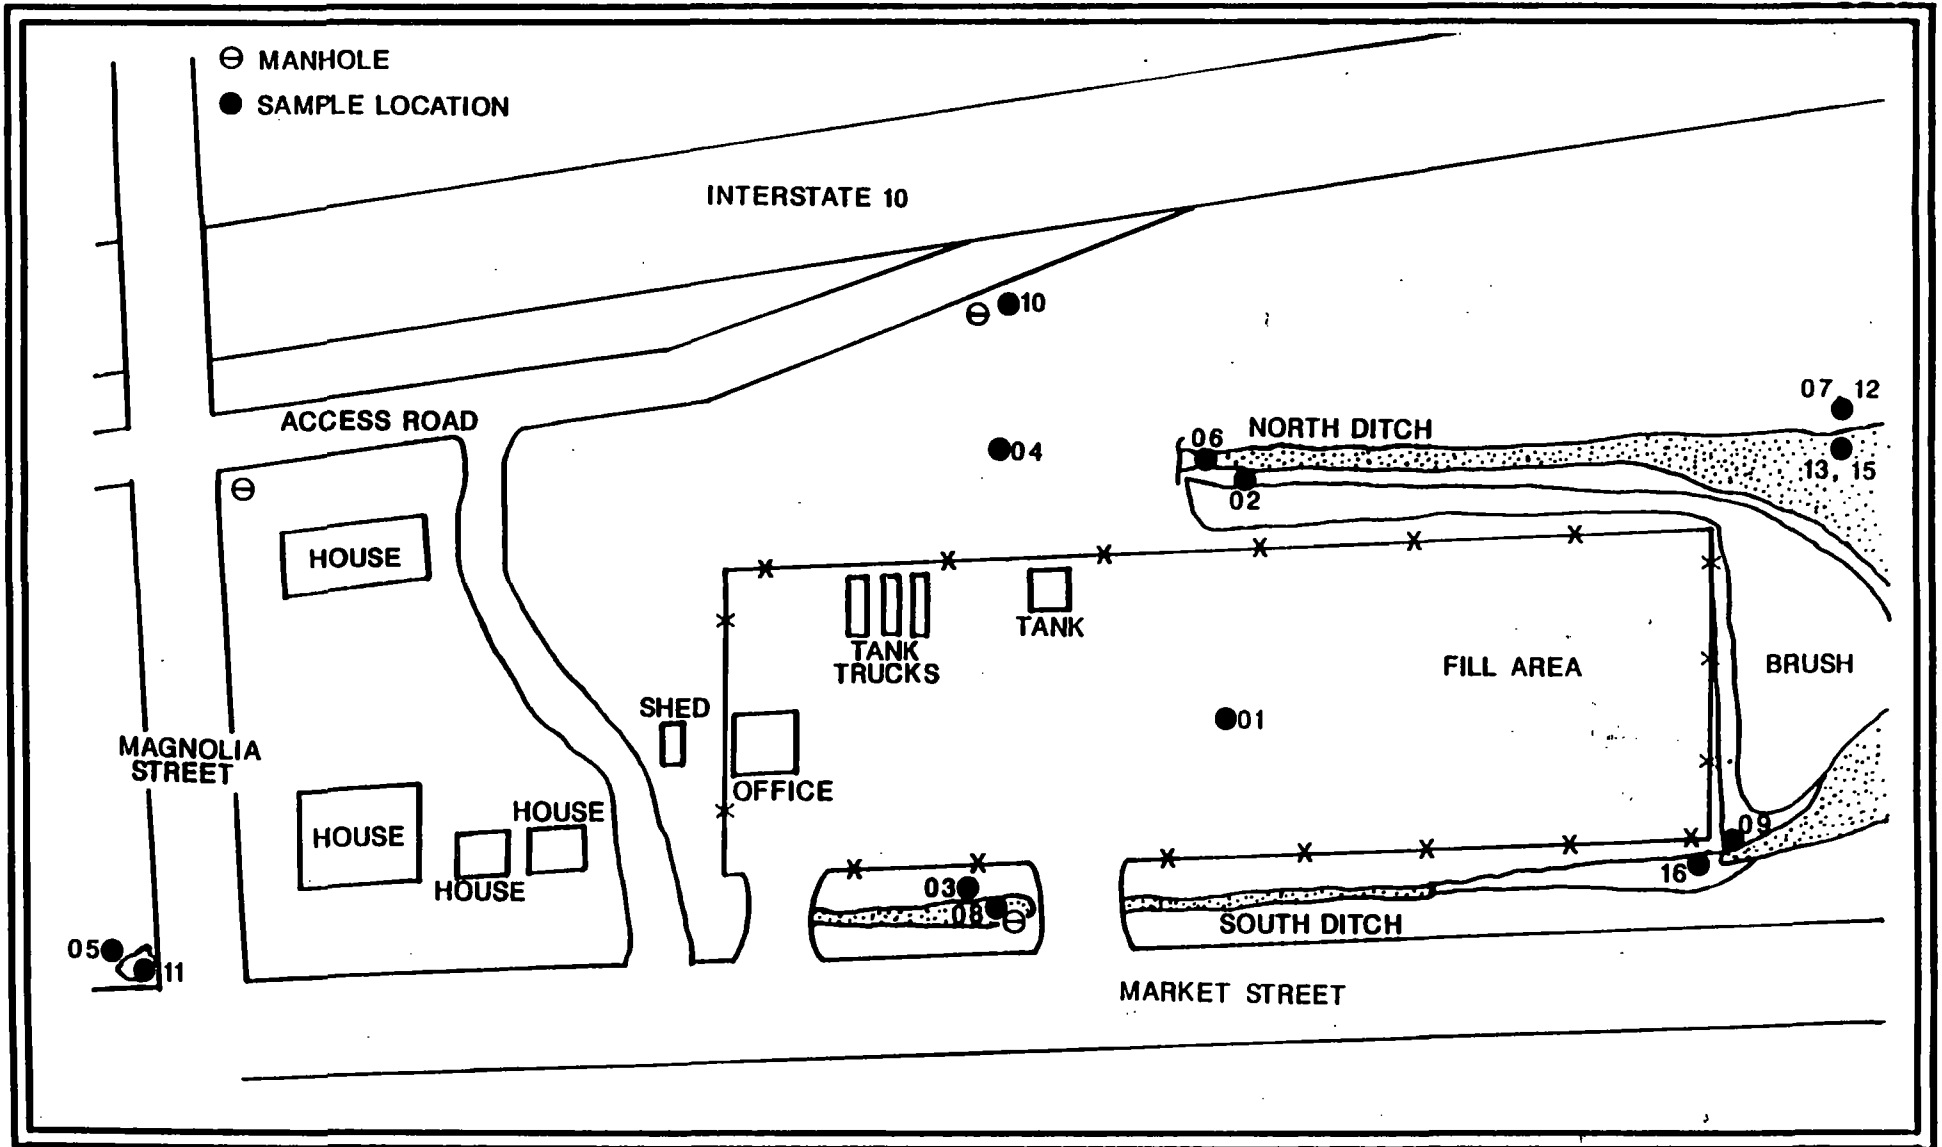 MANHOLE
SAMPLE LOCATION
INTERSTATE 10
10
07, 12
ACCESS ROAD
NORTH DITCH
06
04
13, 15
02
HOUSE
TANK
TANK
TRUCKS
FILL AREA
BRUSH
SHED
01
MAGNOLIA
STREET
OFFICE
HOUSE
HOUSE
09
HOUSE
03
16
08
SOUTH DITCH
05
11
MARKET STREET